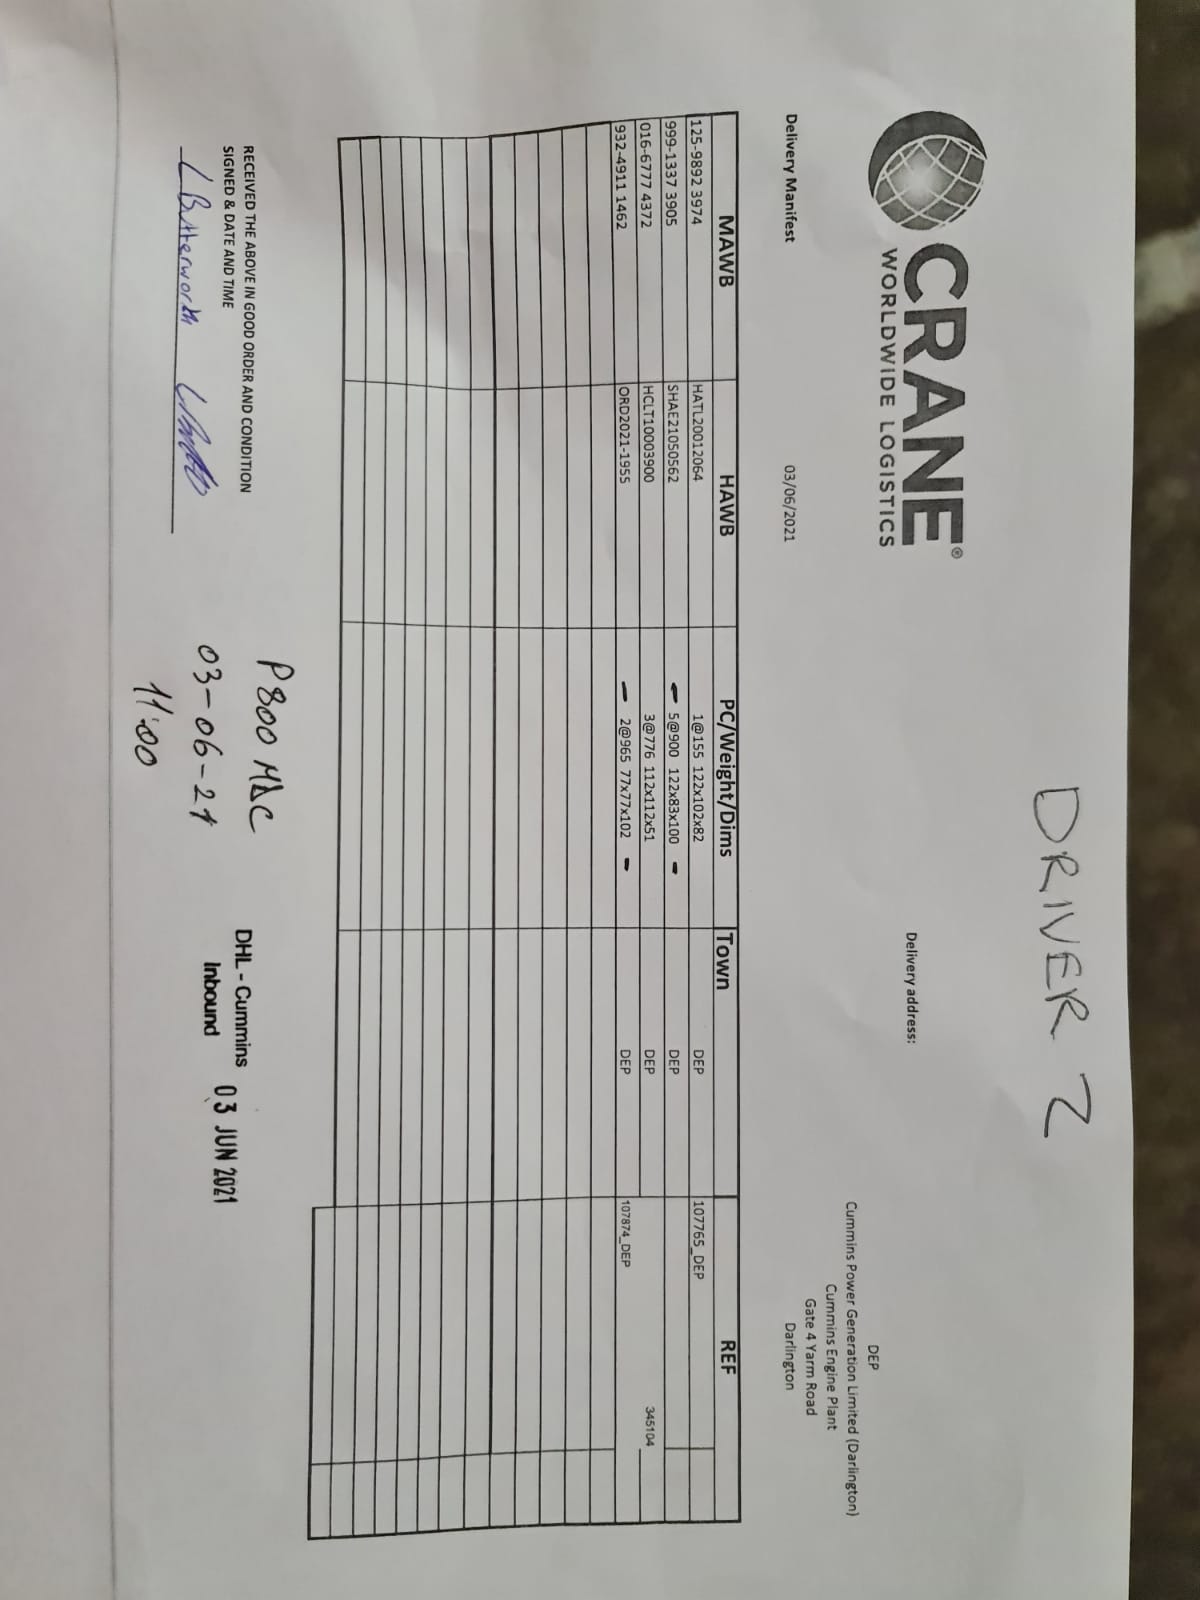 DRIVER 2
CRANE®
WORLDWIDE LOGISTICS
Delivery address:
DEP
Cummins Power Generation Limited (Darlington)
Cummins Engine Plant
Gate 4 Yarm Road
Darlington
Delivery Manifest 03/06/2021
MAWB HAWB PC/Weight/Dims Town REF
125-9892 3974 HATL20012064 1@155 122x102x82 DEP 107765_DEP
999-1337 3905 SHAE21050562 - 5@900 122x83x100 - DEP
016-6777 4372 HCLT10003900 3@776 112x112x51 DEP 345104
932-4911 1462 ORD2021-1955 - 2@965 77x77x102 - DEP 107874_DEP
RECEIVED THE ABOVE IN GOOD ORDER AND CONDITION
SIGNED & DATE AND TIME
L Butterworth
P800 MAC
03-06-21
11:00
DHL - Cummins
Inbound
03 JUN 2021